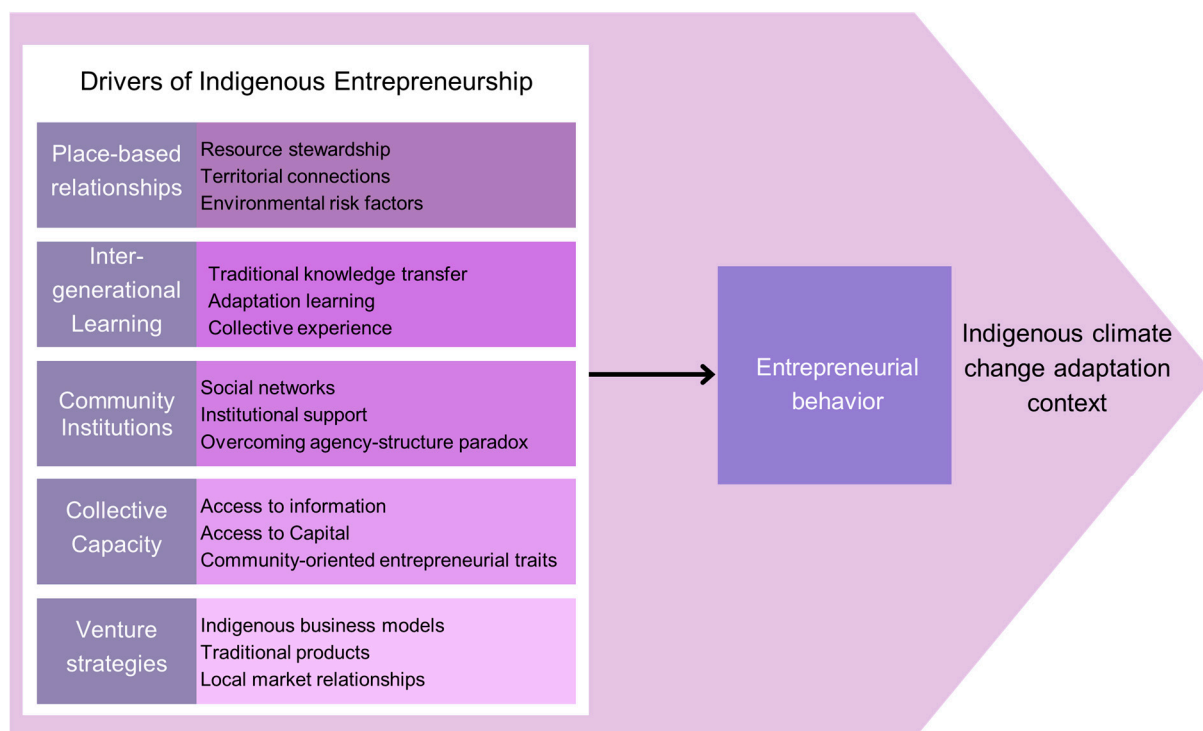 Drivers of Indigenous Entrepreneurship
Place-based
relationships
Resource stewardship
Territorial connections
Environmental risk factors
Inter-
generational
Learning
Traditional knowledge transfer
Adaptation learning
Collective experience
Community
Institutions
Social networks
Institutional support
Overcoming agency-structure paradox
Collective
Capacity
Access to information
Access to Capital
Community-oriented entrepreneurial traits
Venture
strategies
Indigenous business models
Traditional products
Local market relationships
Entrepreneurial
behavior
Indigenous climate
change adaptation
context